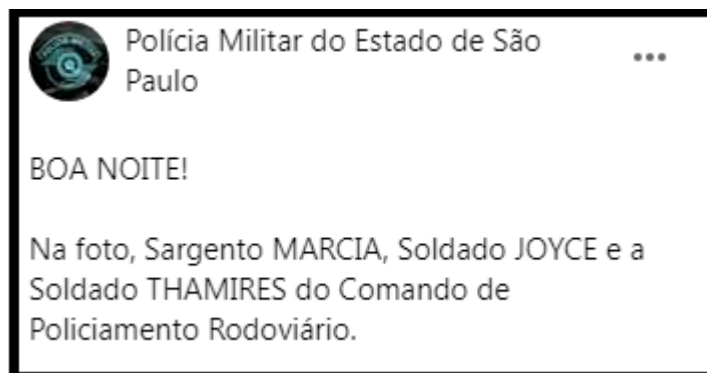 Polícia Militar do Estado de São
Paulo
BOA NOITE!
Na foto, Sargento MARCIA, Soldado JOYCE e a
Soldado THAMIRES do Comando de
Policiamento Rodoviário.